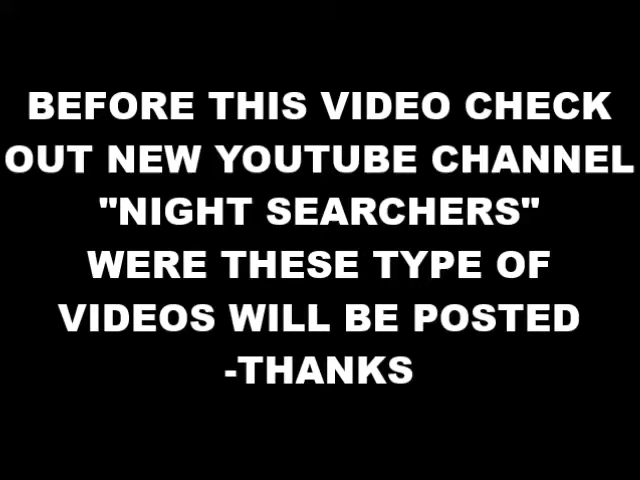 BEFORE THIS VIDEO CHECK
OUT NEW YOUTUBE CHANNEL
"NIGHT SEARCHERS"
WERE THESE TYPE OF
VIDEOS WILL BE POSTED
-THANKS